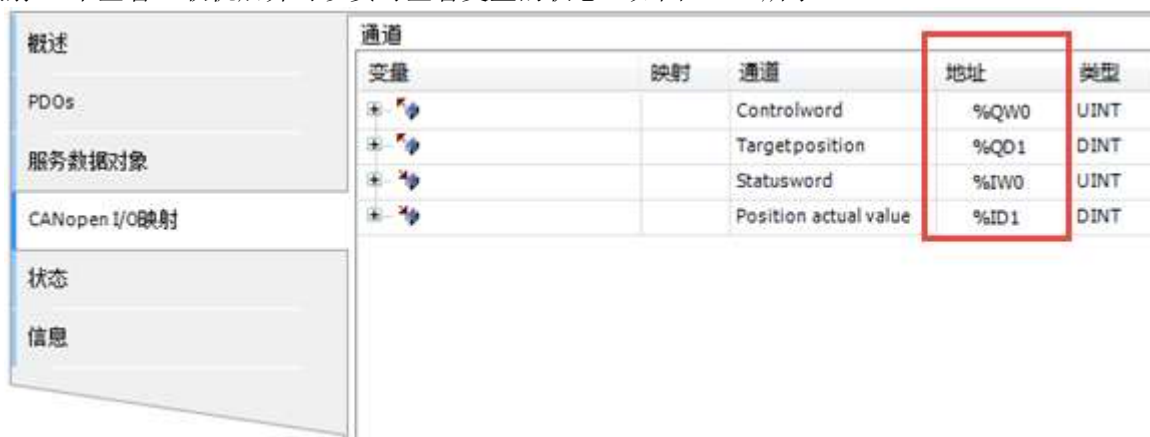 概述
PDOs
服务数据对象
CANopen I/O映射
状态
信息
通道
变量 映射 通道 地址 类型
Controlword %QW0 UINT
Targetposition %QD1 DINT
Statusword %IW0 UINT
Position actual value %ID1 DINT